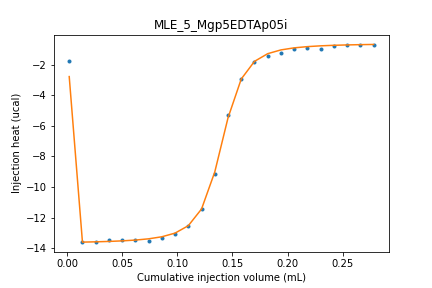 MLE_5_Mgp5EDTAp05i
Injection heat (ucal)
−2
−4
−6
−8
−10
−12
−14
0.00 0.05 0.10 0.15 0.20 0.25
Cumulative injection volume (mL)